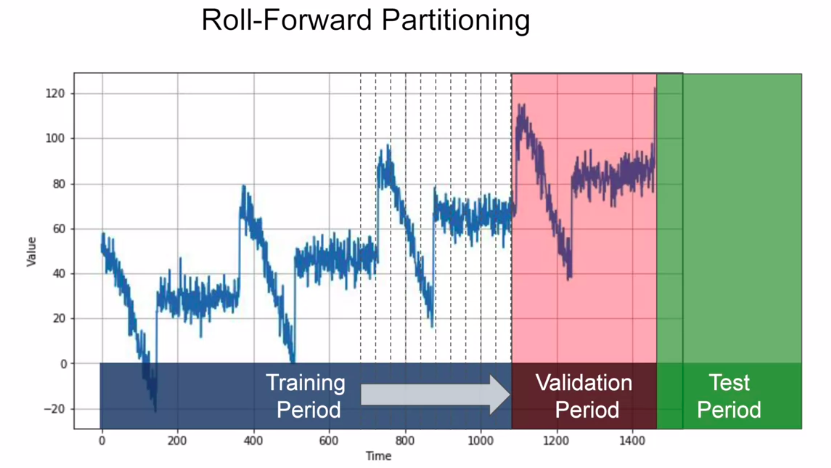 Roll-Forward Partitioning
120
100
80
60
40
20
0
−20
Value
Training
Period
Validation
Period
Test
Period
0
200
400
600
800
1000
1200
1400
Time